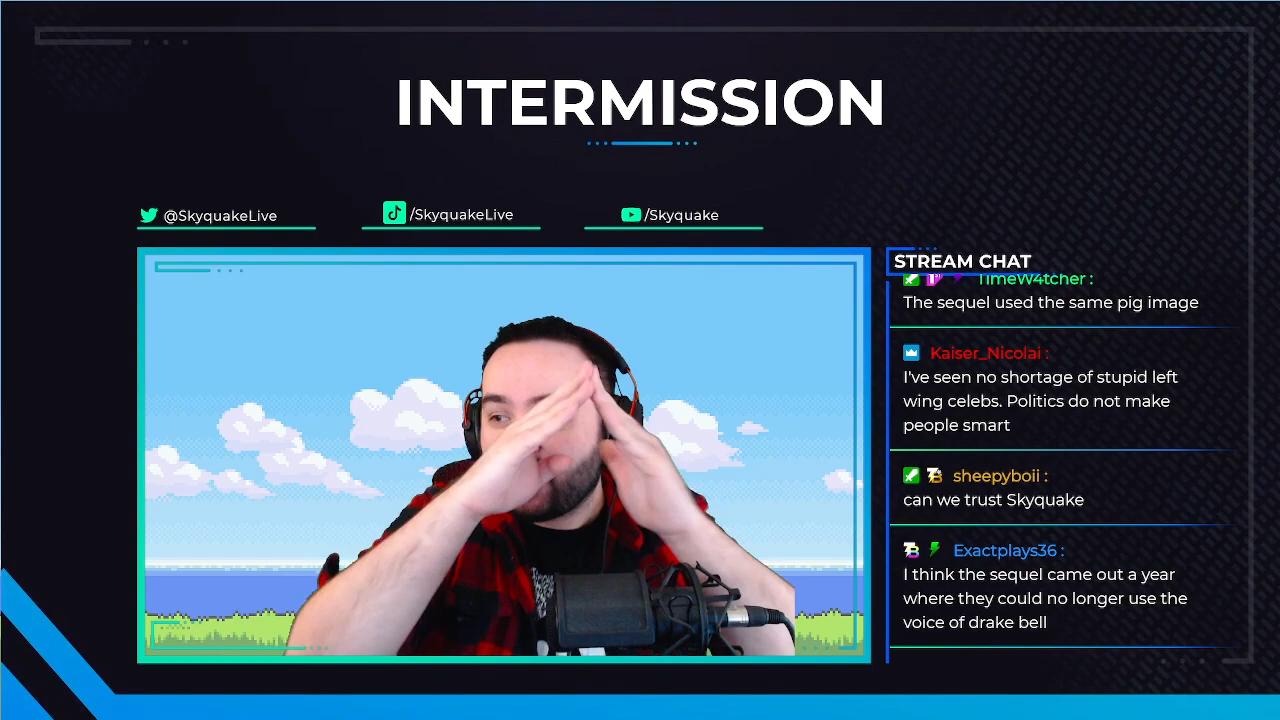 INTERMISSION
@SkyquakeLive
/SkyquakeLive
/Skyquake
STREAM CHAT
TimeW4tcher :
The sequel used the same pig image
Kaiser_Nicolai :
I've seen no shortage of stupid left
wing celebs. Politics do not make
people smart
sheepyboii :
can we trust Skyquake
Exactplays36 :
I think the sequel came out a year
where they could no longer use the
voice of drake bell